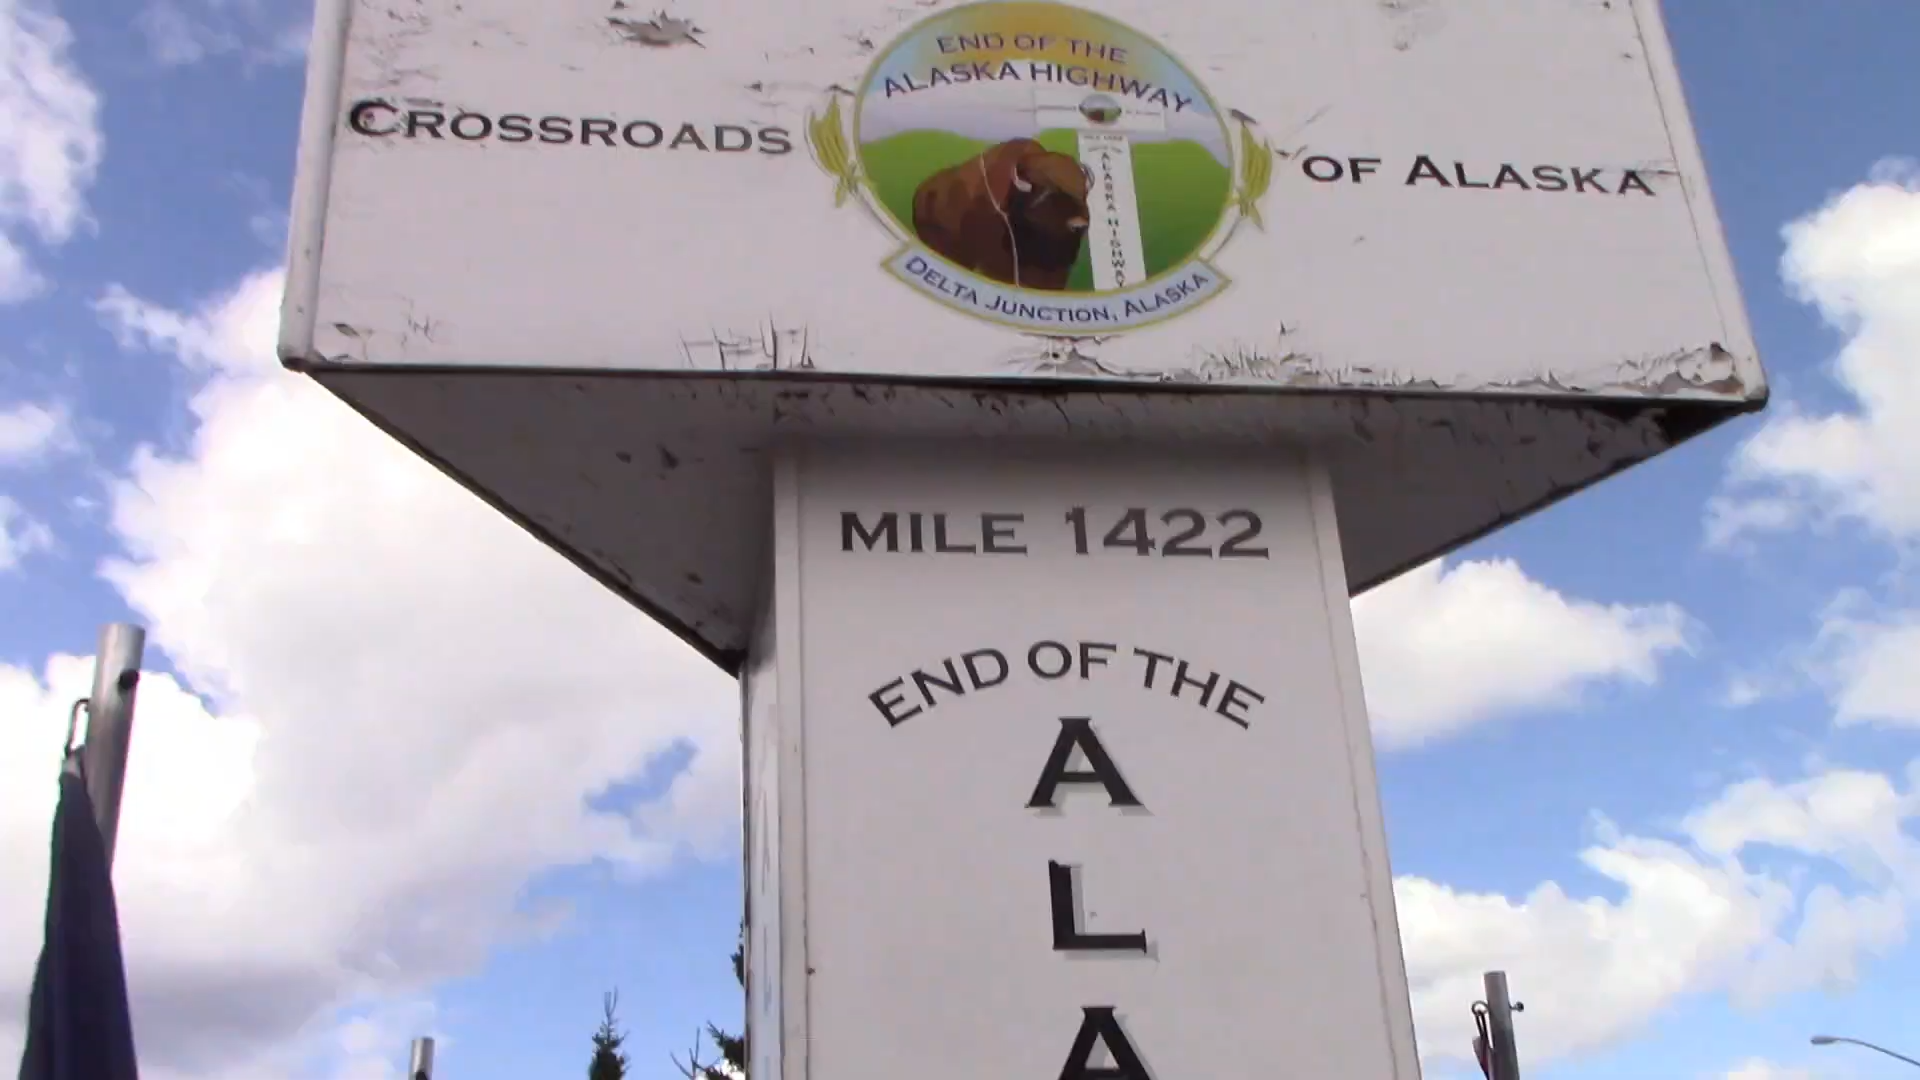 END OF THE
ALASKA HIGHWAY
CROSSROADS
OF ALASKA
ALASKA HIGHWAY
DELTA JUNCTION, ALASKA
MILE 1422
END OF THE
A
L
A